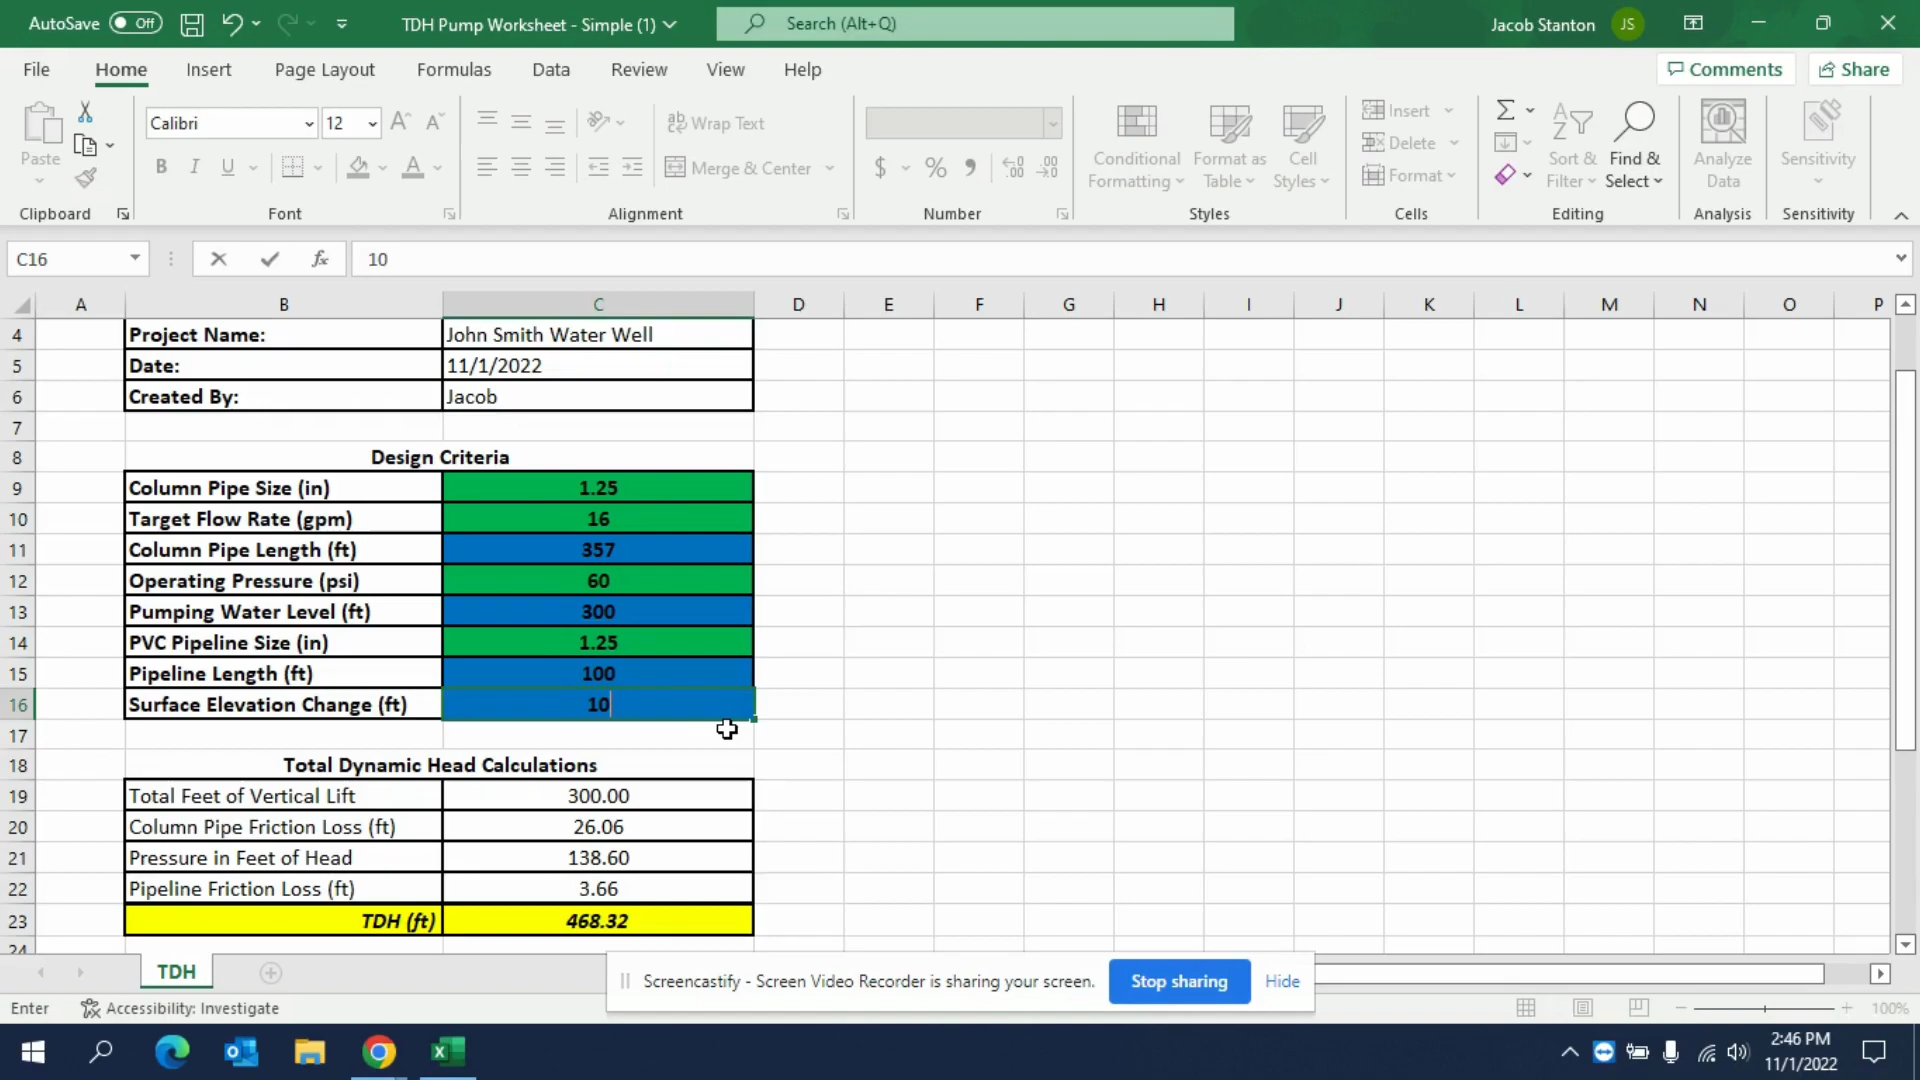 AutoSave Off TDH Pump Worksheet - Simple (1) Search (Alt+Q) Jacob Stanton JS
File Home Insert Page Layout Formulas Data Review View Help Comments Share
Calibri 12 Wrap Text Insert
Paste B I U Merge & Center $ % Conditional Formatting Format as Table Cell Styles Delete Format Sort & Filter Find & Select Analyze Data Sensitivity
Clipboard Font Alignment Number Styles Cells Editing Analysis Sensitivity
C16 fx 10
A B C D E F G H I J K L M N O P
4 Project Name: John Smith Water Well
5 Date: 11/1/2022
6 Created By: Jacob
7
8 Design Criteria
9 Column Pipe Size (in) 1.25
10 Target Flow Rate (gpm) 16
11 Column Pipe Length (ft) 357
12 Operating Pressure (psi) 60
13 Pumping Water Level (ft) 300
14 PVC Pipeline Size (in) 1.25
15 Pipeline Length (ft) 100
16 Surface Elevation Change (ft) 10
17
18 Total Dynamic Head Calculations
19 Total Feet of Vertical Lift 300.00
20 Column Pipe Friction Loss (ft) 26.06
21 Pressure in Feet of Head 138.60
22 Pipeline Friction Loss (ft) 3.66
23 TDH (ft) 468.32
24
TDH
Screencastify - Screen Video Recorder is sharing your screen. Stop sharing Hide
Enter Accessibility: Investigate 100%
2:46 PM
11/1/2022